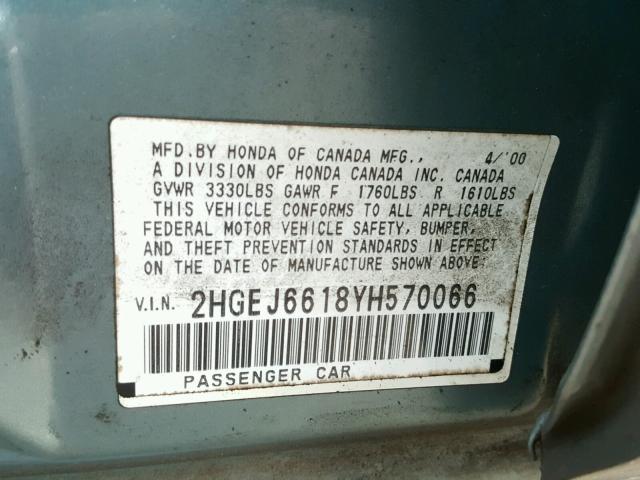 MFD.BY HONDA OF CANADA MFG., 4/'00
A DIVISION OF HONDA CANADA INC. CANADA
GVWR 3330LBS GAWR F 1760LBS R 1610LBS
THIS VEHICLE CONFORMS TO ALL APPLICABLE
FEDERAL MOTOR VEHICLE SAFETY, BUMPER,
AND THEFT PREVENTION STANDARDS IN EFFECT
ON THE DATE OF MANUFACTURE SHOWN ABOVE.
V.I.N. 2HGEJ6618YH570066
PASSENGER CAR